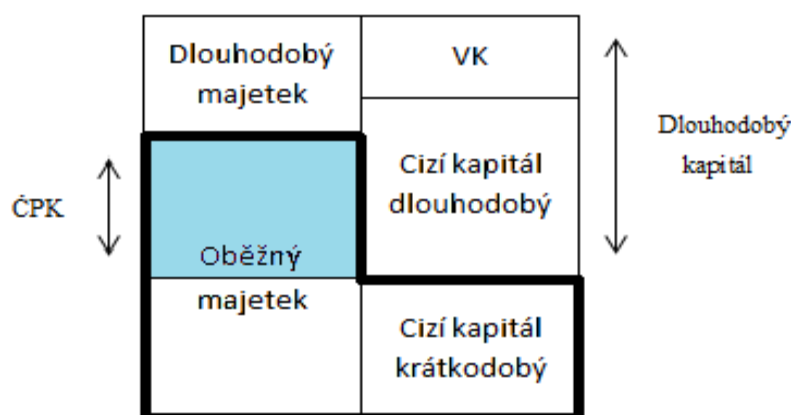 Dlouhodobý
majetek
VK
Dlouhodobý
kapitál
Cizí kapitál
dlouhodobý
ČPK
Oběžný
majetek
Cizí kapitál
krátkodobý